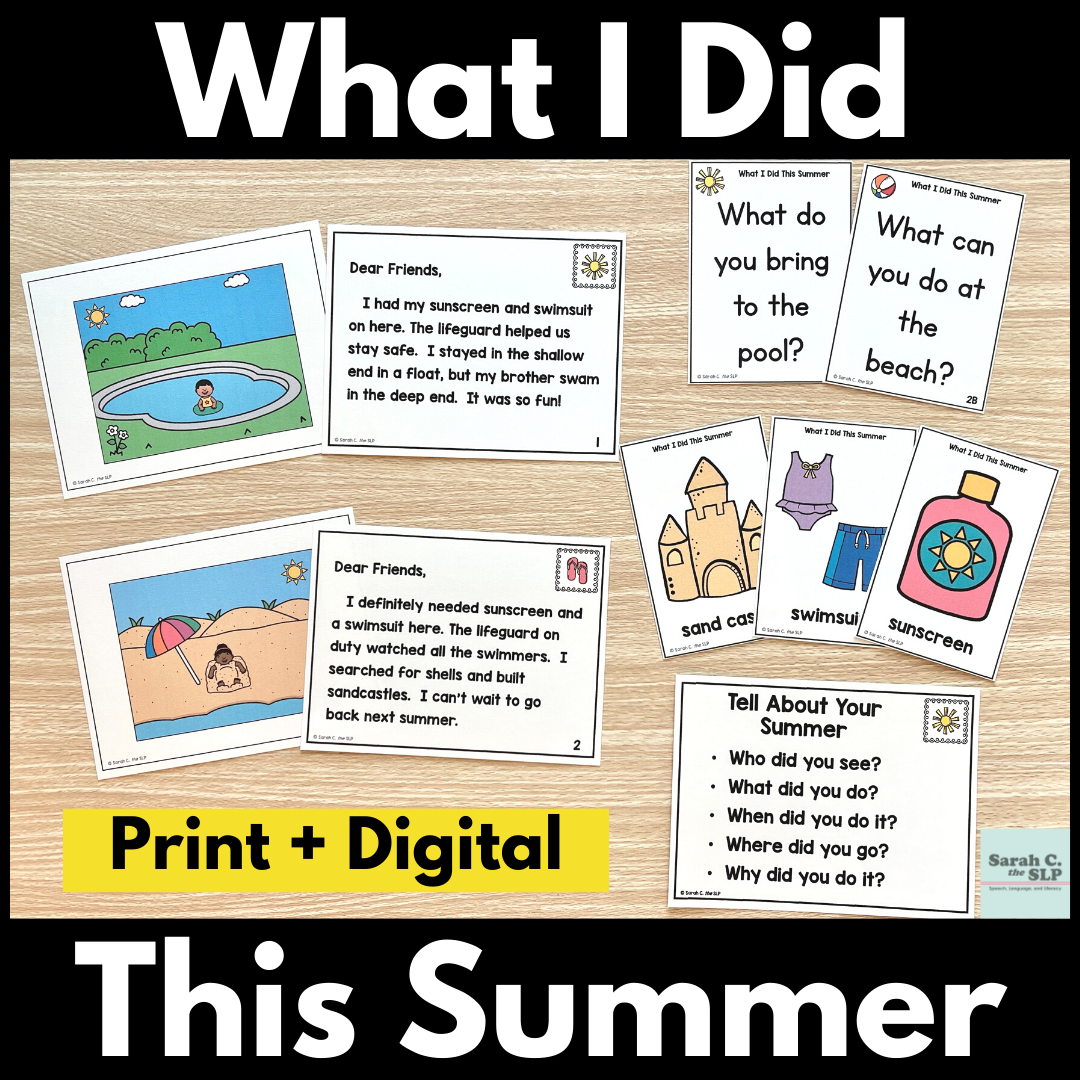 What I Did
Dear Friends,
I had my sunscreen and swimsuit
on here. The lifeguard helped us
stay safe. I stayed in the shallow
end in a float, but my brother swam
in the deep end. It was so fun!
© Sarah C. the SLP
1
© Sarah C. the SLP
What I Did This Summer
What do
you bring
to the
pool?
© Sarah C. the SLP
What I Did This Summer
What can
you do at
the
beach?
© Sarah C. the SLP
2B
What I Did This Summer
sand cas
© Sarah C. the SLP
What I Did This Summer
swimsui
© Sarah C. the SLP
What I Did This Summer
sunscreen
© Sarah C. the SLP
Dear Friends,
I definitely needed sunscreen and
a swimsuit here. The lifeguard on
duty watched all the swimmers. I
searched for shells and built
sandcastles. I can't wait to go
back next summer.
© Sarah C. the SLP
2
© Sarah C. the SLP
Tell About Your
Summer
• Who did you see?
• What did you do?
• When did you do it?
• Where did you go?
• Why did you do it?
© Sarah C. the SLP
Print + Digital
Sarah C.
the SLP
Speech, Language, and Literacy
This Summer